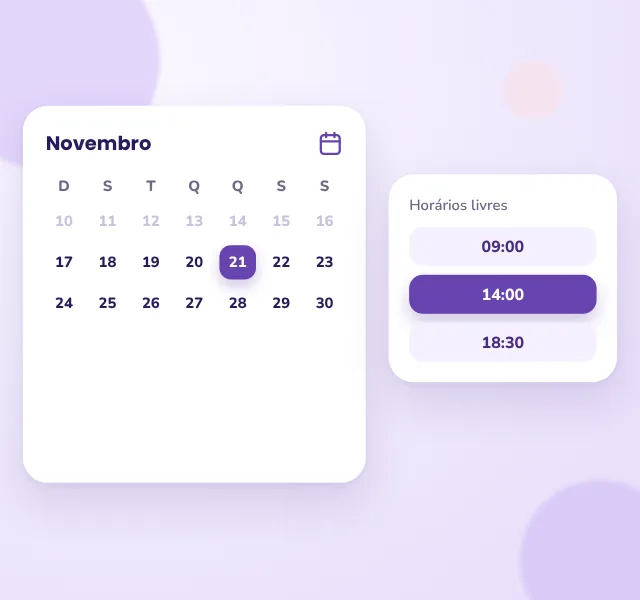 Novembro
D S T Q Q S S
10 11 12 13 14 15 16
17 18 19 20 21 22 23
24 25 26 27 28 29 30
Horários livres
09:00
14:00
18:30